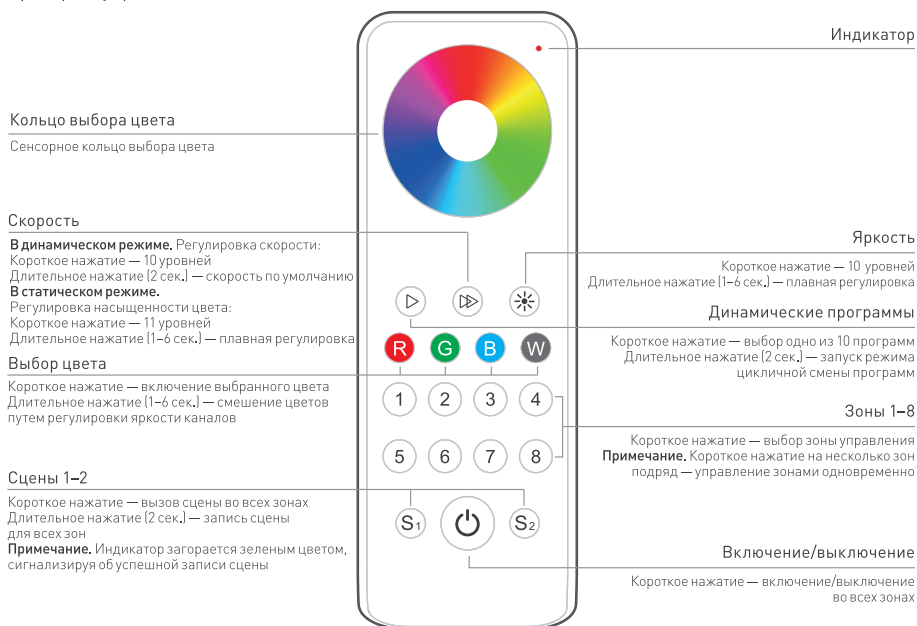 Индикатор
Кольцо выбора цвета
Сенсорное кольцо выбора цвета
Скорость
В динамическом режиме. Регулировка скорости:
Короткое нажатие — 10 уровней
Длительное нажатие (2 сек.) — скорость по умолчанию
В статическом режиме.
Регулировка насыщенности цвета:
Короткое нажатие — 11 уровней
Длительное нажатие (1–6 сек.) — плавная регулировка
Выбор цвета
Короткое нажатие — включение выбранного цвета
Длительное нажатие (1–6 сек.) — смешение цветов
путем регулировки яркости каналов
Сцены 1–2
Короткое нажатие — вызов сцены во всех зонах
Длительное нажатие (2 сек.) — запись сцены
для всех зон
Примечание. Индикатор загорается зеленым цветом,
сигнализируя об успешной записи сцены
R G B W
1 2 3 4
5 6 7 8
S1 S2
Яркость
Короткое нажатие — 10 уровней
Длительное нажатие (1–6 сек.) — плавная регулировка
Динамические программы
Короткое нажатие — выбор одно из 10 программ
Длительное нажатие (2 сек.) — запуск режима
цикличной смены программ
Зоны 1–8
Короткое нажатие — выбор зоны управления
Примечание. Короткое нажатие на несколько зон
подряд — управление зонами одновременно
Включение/выключение
Короткое нажатие — включение/выключение
во всех зонах